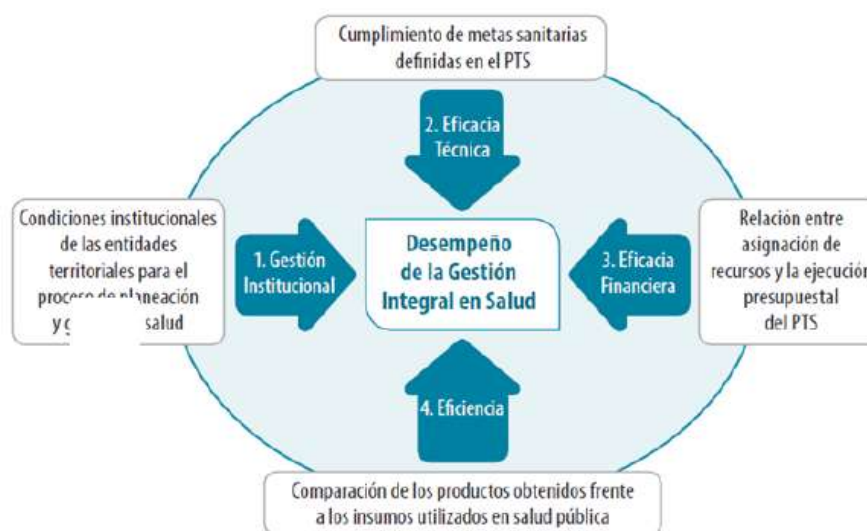 Cumplimiento de metas sanitarias
definidas en el PTS
2. Eficacia
Técnica
Condiciones institucionales
de las entidades
territoriales para el
proceso de planeación
y salud
1. Gestión
Institucional
Desempeño
de la Gestión
Integral en Salud
3. Eficacia
Financiera
Relación entre
asignación de
recursos y la ejecución
presupuestal
del PTS
4. Eficiencia
Comparación de los productos obtenidos frente
a los insumos utilizados en salud pública